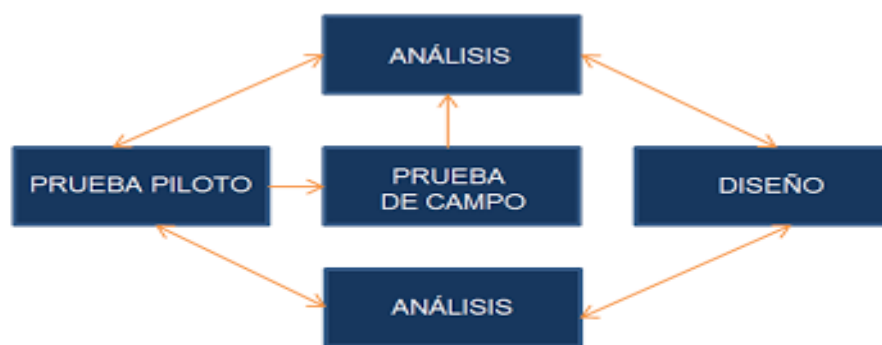 ANÁLISIS
PRUEBA PILOTO
PRUEBA
DE CAMPO
DISEÑO
ANÁLISIS